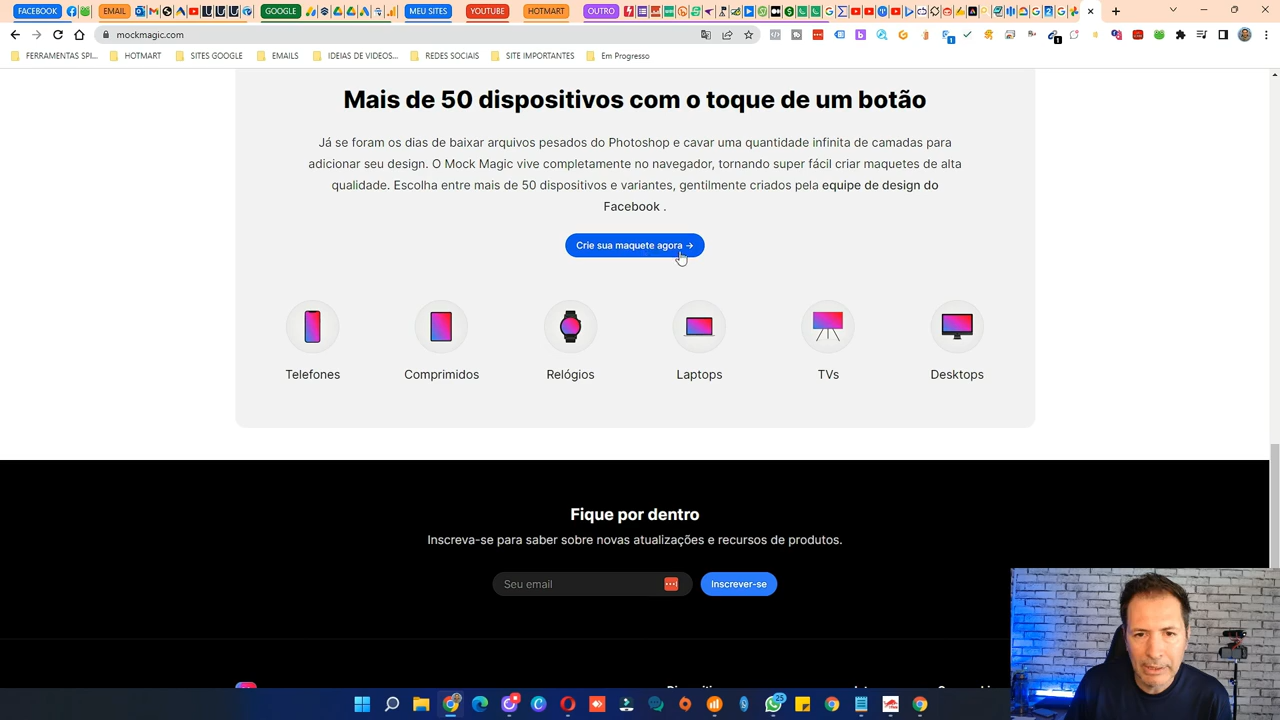 FACEBOOK
EMAIL
GOOGLE
MEU SITES
YOUTUBE
HOTMART
OUTRO
mockmagic.com
FERRAMENTAS SPI...
HOTMART
SITES GOOGLE
EMAILS
IDEIAS DE VIDEOS...
REDES SOCIAIS
SITE IMPORTANTES
Em Progresso
Mais de 50 dispositivos com o toque de um botão
Já se foram os dias de baixar arquivos pesados do Photoshop e cavar uma quantidade infinita de camadas para
adicionar seu design. O Mock Magic vive completamente no navegador, tornando super fácil criar maquetes de alta
qualidade. Escolha entre mais de 50 dispositivos e variantes, gentilmente criados pela equipe de design do
Facebook .
Crie sua maquete agora →
Telefones
Comprimidos
Relógios
Laptops
TVs
Desktops
Fique por dentro
Inscreva-se para saber sobre novas atualizações e recursos de produtos.
Seu email
Inscrever-se
25